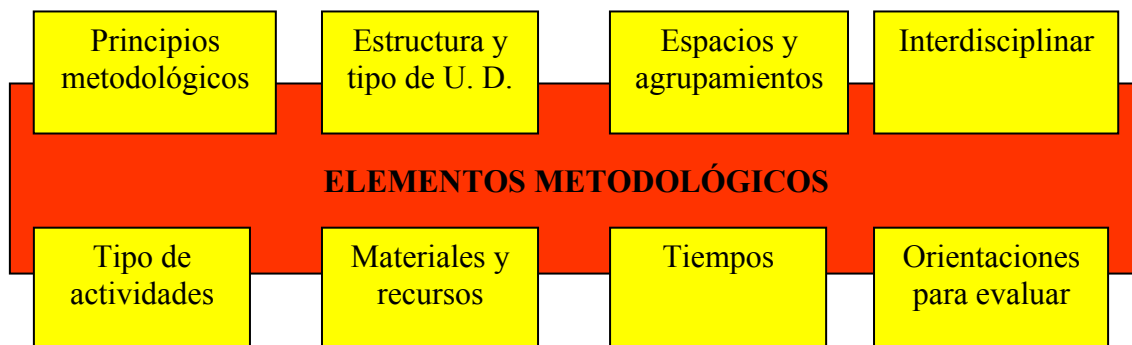 Principios
metodológicos
Estructura y
tipo de U. D.
Espacios y
agrupamientos
Interdisciplinar
ELEMENTOS METODOLÓGICOS
Tipo de
actividades
Materiales y
recursos
Tiempos
Orientaciones
para evaluar